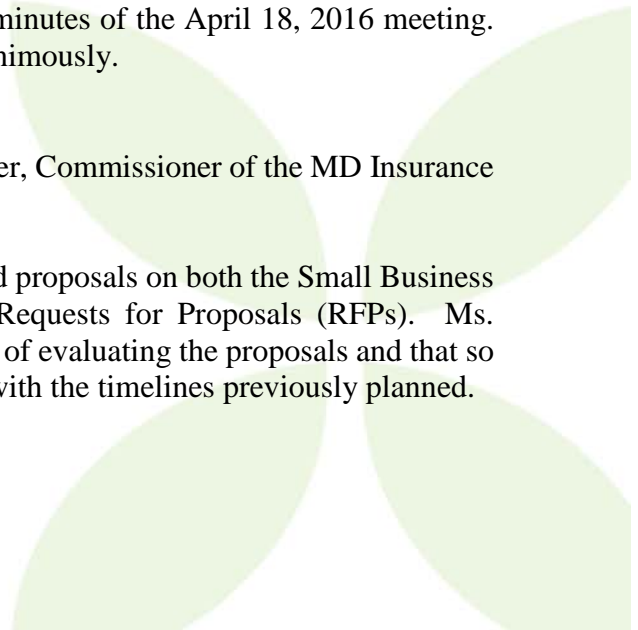 minutes of the April 18, 2016 meeting.
er, Commissioner of the MD Insurance
d proposals on both the Small Business
Requests for Proposals (RFPs). Ms.
of evaluating the proposals and that so
with the timelines previously planned.